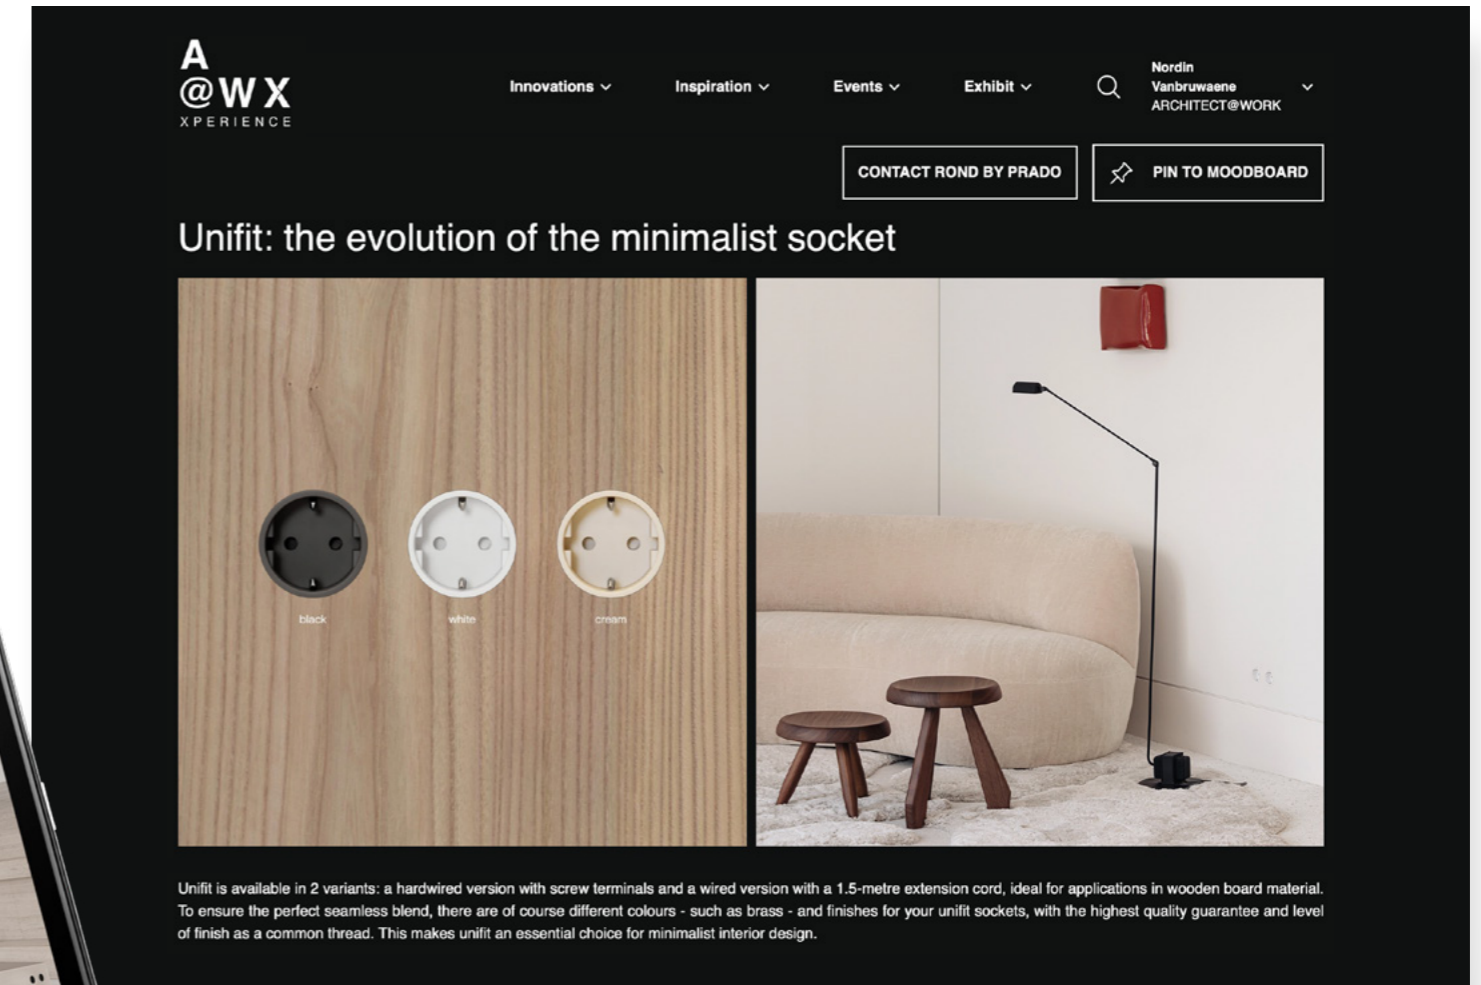 A
@WX
XPERIENCE
Innovations
Inspiration
Events
Exhibit
Nordin
Vanbruwaene
ARCHITECT@WORK
CONTACT ROND BY PRADO
PIN TO MOODBOARD
Unifit: the evolution of the minimalist socket
black
white
cream
Unifit is available in 2 variants: a hardwired version with screw terminals and a wired version with a 1.5-metre extension cord, ideal for applications in wooden board material.
To ensure the perfect seamless blend, there are of course different colours - such as brass - and finishes for your unifit sockets, with the highest quality guarantee and level
of finish as a common thread. This makes unifit an essential choice for minimalist interior design.